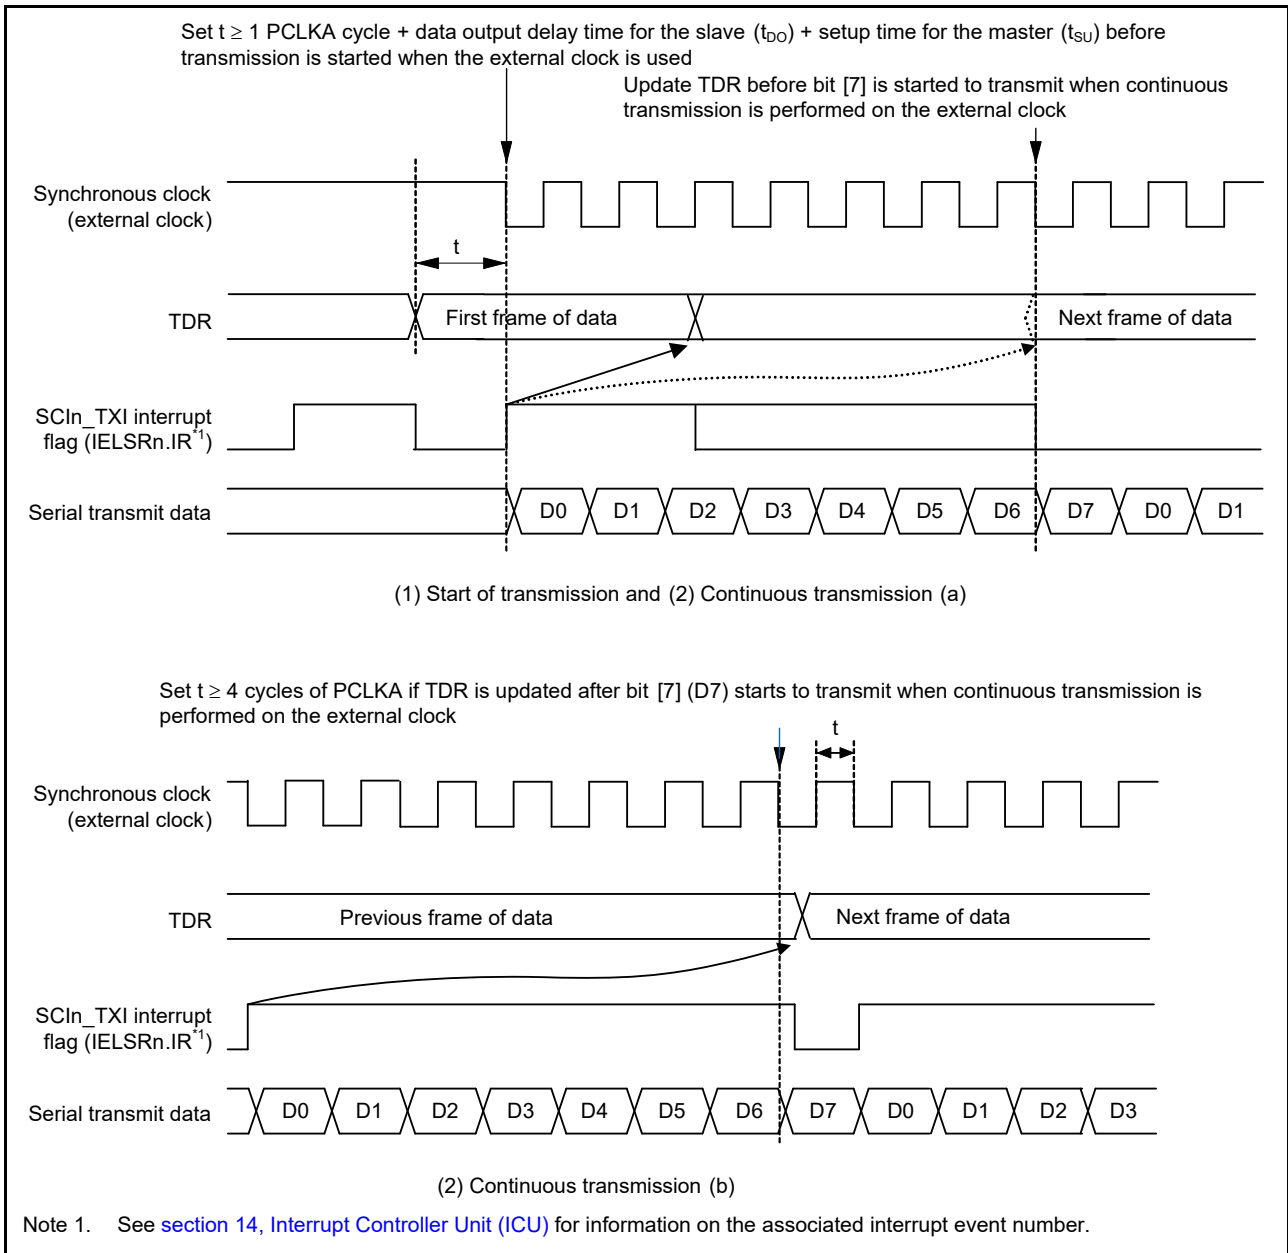 Set t ≥ 1 PCLKA cycle + data output delay time for the slave (tDO) + setup time for the master (tSU) before
transmission is started when the external clock is used
Update TDR before bit [7] is started to transmit when continuous
transmission is performed on the external clock
Synchronous clock
(external clock)
t
TDR
First frame of data
Next frame of data
SCIn_TXI interrupt
flag (IELSRn.IR*1)
Serial transmit data
D0 D1 D2 D3 D4 D5 D6 D7 D0 D1
(1) Start of transmission and (2) Continuous transmission (a)
Set t ≥ 4 cycles of PCLKA if TDR is updated after bit [7] (D7) starts to transmit when continuous transmission is
performed on the external clock
t
Synchronous clock
(external clock)
TDR
Previous frame of data
Next frame of data
SCIn_TXI interrupt
flag (IELSRn.IR*1)
Serial transmit data
D0 D1 D2 D3 D4 D5 D6 D7 D0 D1 D2 D3
(2) Continuous transmission (b)
Note 1. See section 14, Interrupt Controller Unit (ICU) for information on the associated interrupt event number.